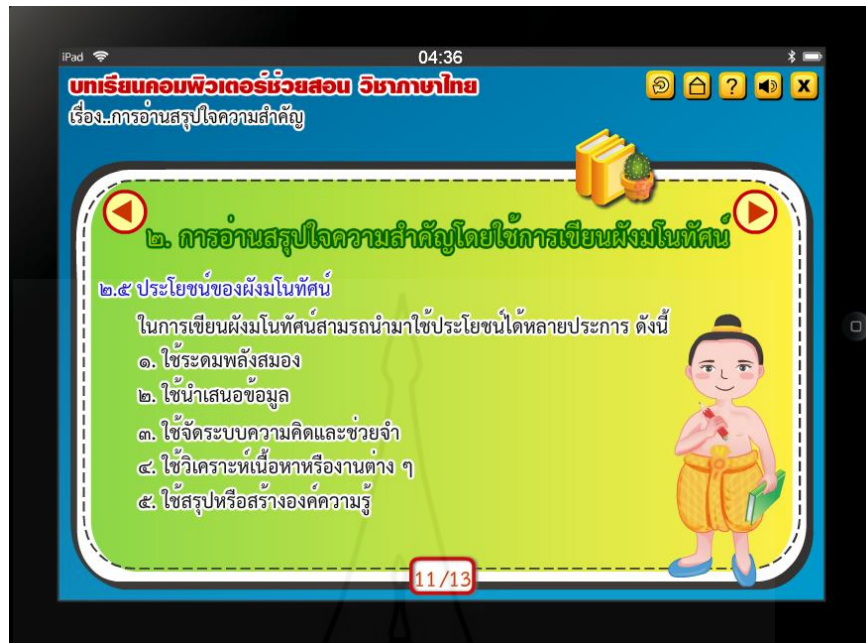 iPad
04:36
บทเรียนคอมพิวเตอร์ช่วยสอน วิชาภาษาไทย
เรื่อง..การอ่านสรุปใจความสำคัญ
?
X
๒. การอ่านสรุปใจความสำคัญโดยใช้การเขียนผังมโนทัศน์
๒.๕ ประโยชน์ของผังมโนทัศน์
ในการเขียนผังมโนทัศน์สามรถนำมาใช้ประโยชน์ได้หลายประการ ดังนี้
๑. ใช้ระดมพลังสมอง
๒. ใช้นำเสนอข้อมูล
๓. ใช้จัดระบบความคิดและช่วยจำ
๔. ใช้วิเคราะห์เนื้อหาหรืองานต่าง ๆ
๕. ใช้สรุปหรือสร้างองค์ความรู้
11/13